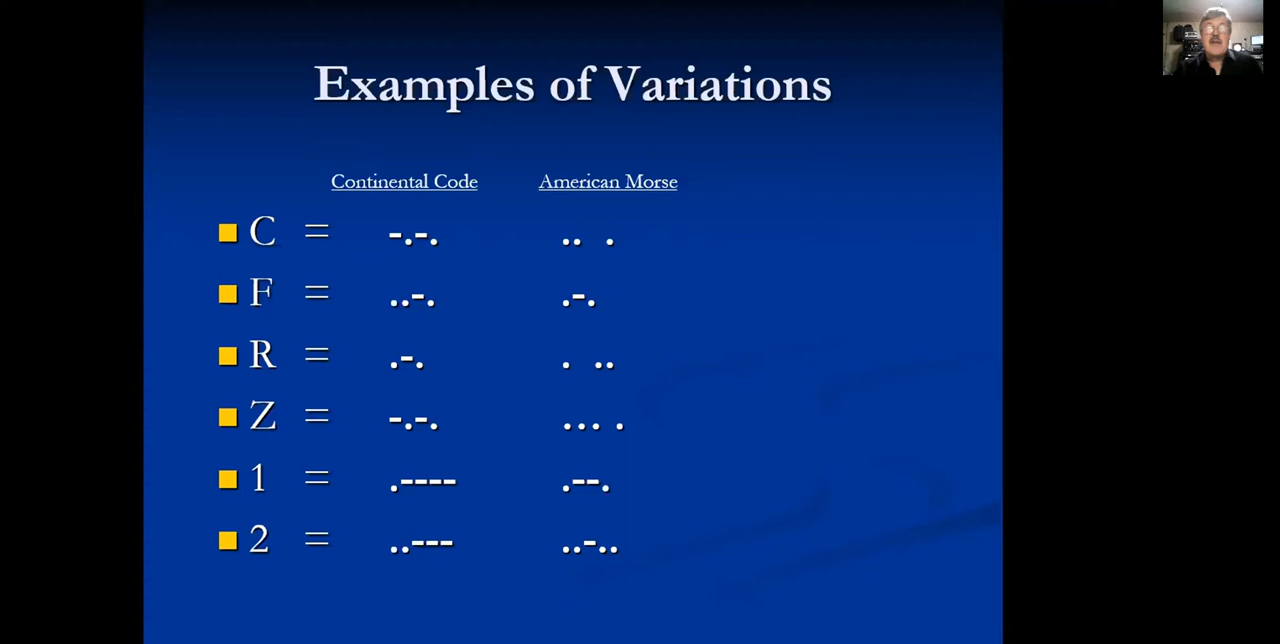 Examples of Variations
Continental Code American Morse
C = -.-. .. .
F = ..-. .-.
R = .-. . ..
Z = -.-. ... .
1 = .---- .--.
2 = ..--- ..-..